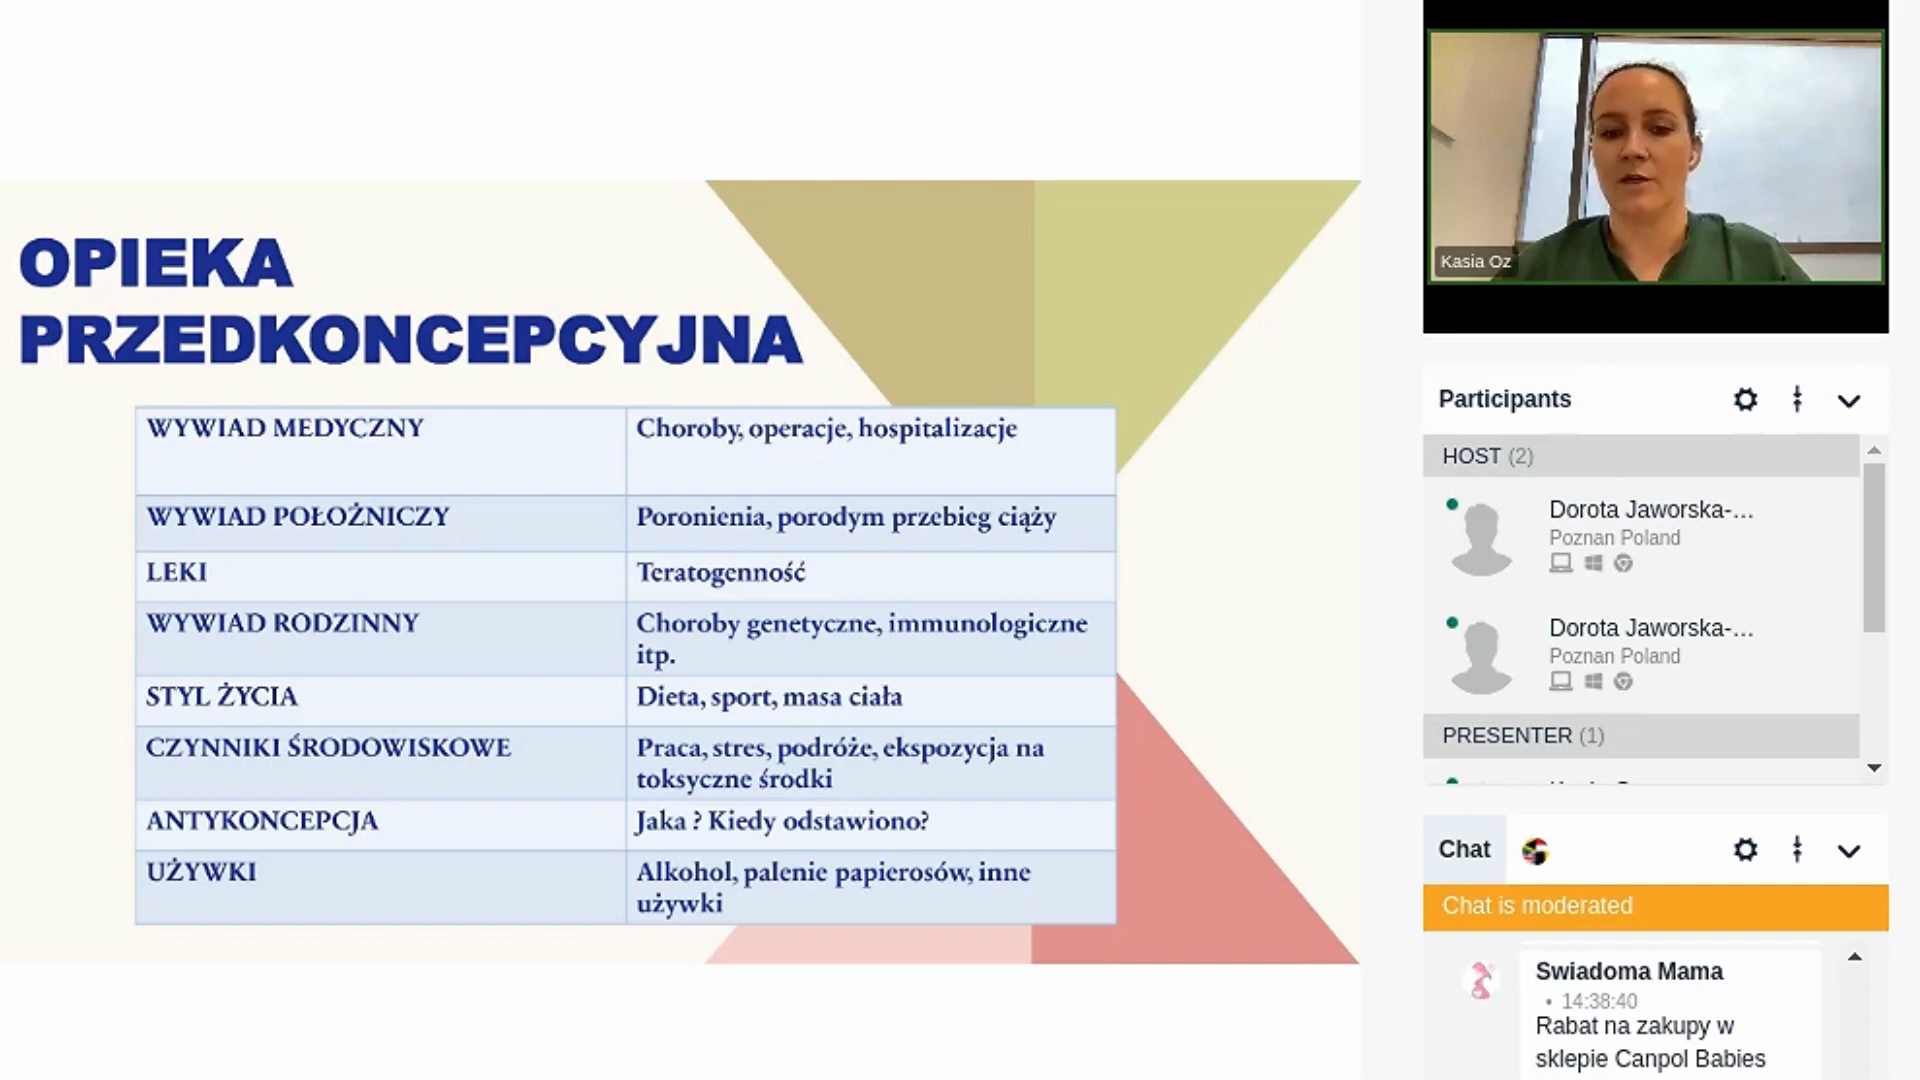 OPIEKA
PRZEDKONCEPCYJNA
WYWIAD MEDYCZNY
Choroby, operacje, hospitalizacje
WYWIAD POŁOŻNICZY
Poronienia, porodym przebieg ciąży
LEKI
Teratogenność
WYWIAD RODZINNY
Choroby genetyczne, immunologiczne
itp.
STYL ŻYCIA
Dieta, sport, masa ciała
CZYNNIKI ŚRODOWISKOWE
Praca, stres, podróże, ekspozycja na
toksyczne środki
ANTYKONCEPCJA
Jaka ? Kiedy odstawiono?
UŻYWKI
Alkohol, palenie papierosów, inne
używki
Kasia Oz
Participants
HOST (2)
Dorota Jaworska-...
Poznan Poland
Dorota Jaworska-...
Poznan Poland
PRESENTER (1)
Chat
Chat is moderated
Swiadoma Mama
• 14:38:40
Rabat na zakupy w
sklepie Canpol Babies